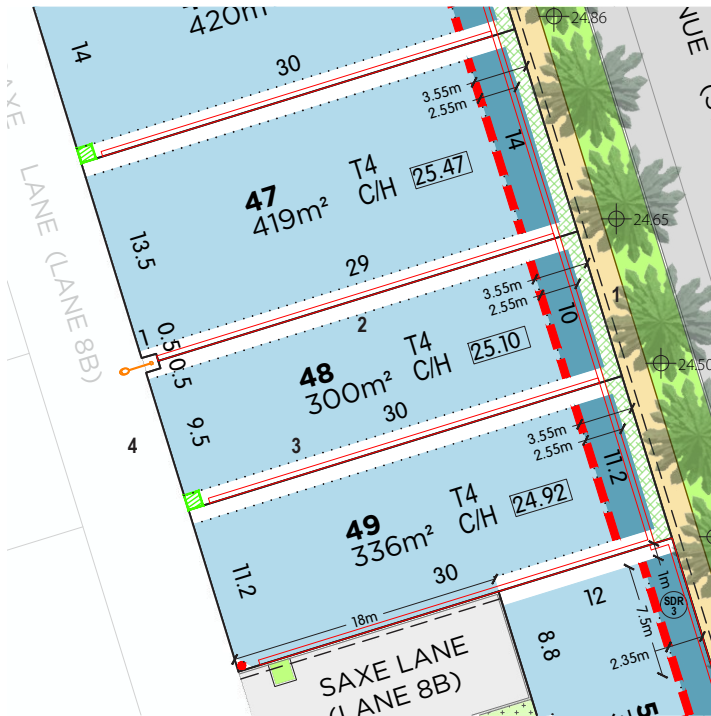 420m
24.86
NUE (S
14
30
3.55m
2.55m
AXE LANE (LANE 8B)
47
419m²
T4
C/H
25.47
14
24.65
13.5
29
3.55m
2.55m
1
0.5
0.5
1
2
48
300m²
T4
C/H
25.10
10
24.50
9.5
30
3.55m
2.55m
4
3
49
336m²
T4
C/H
24.92
11.2
11.2
30
18m
12
1m
SDR
3
7.5m
2.35m
8.8
SAXE LANE
(LANE 8B)